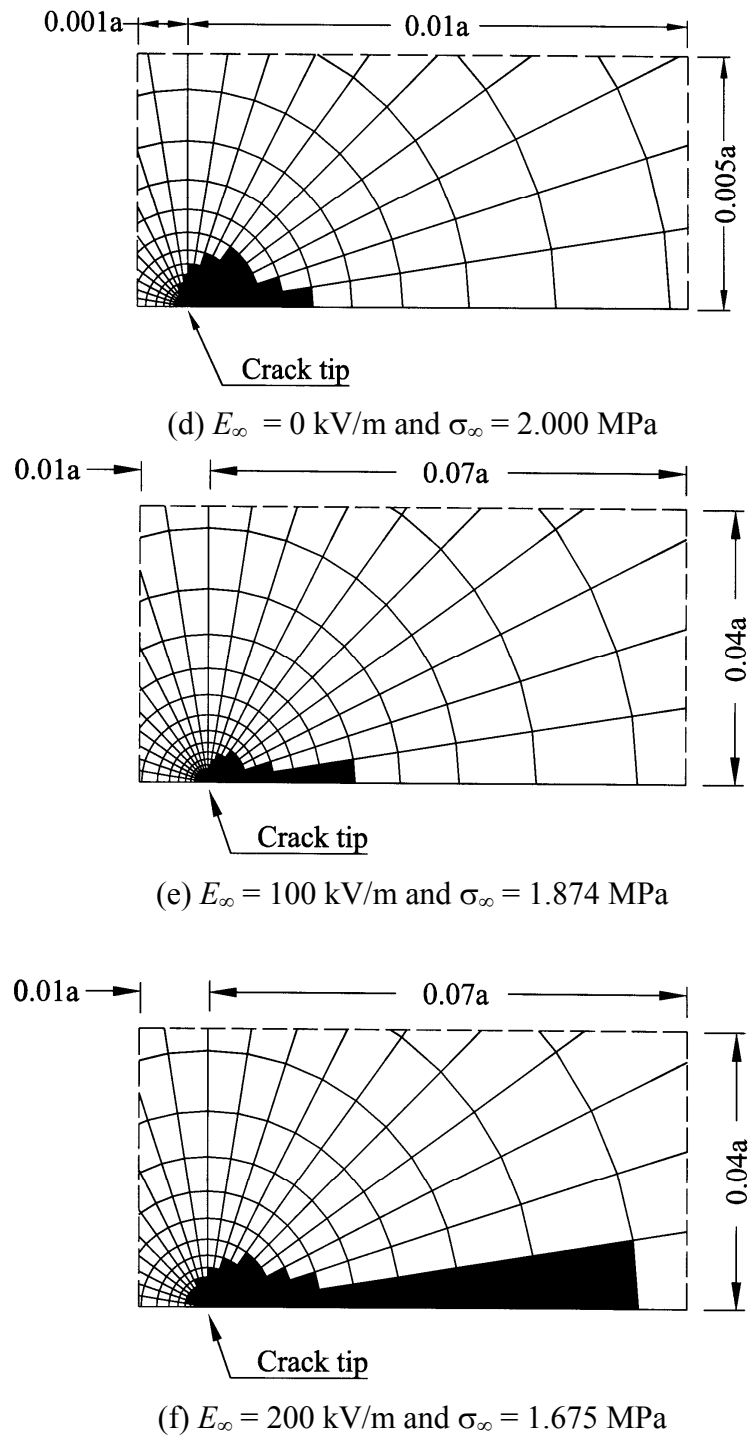 0.001a
0.01a
0.005a
Crack tip
(d) E∞ = 0 kV/m and σ∞ = 2.000 MPa
0.01a
0.07a
0.04a
Crack tip
(e) E∞ = 100 kV/m and σ∞ = 1.874 MPa
0.01a
0.07a
0.04a
Crack tip
(f) E∞ = 200 kV/m and σ∞ = 1.675 MPa